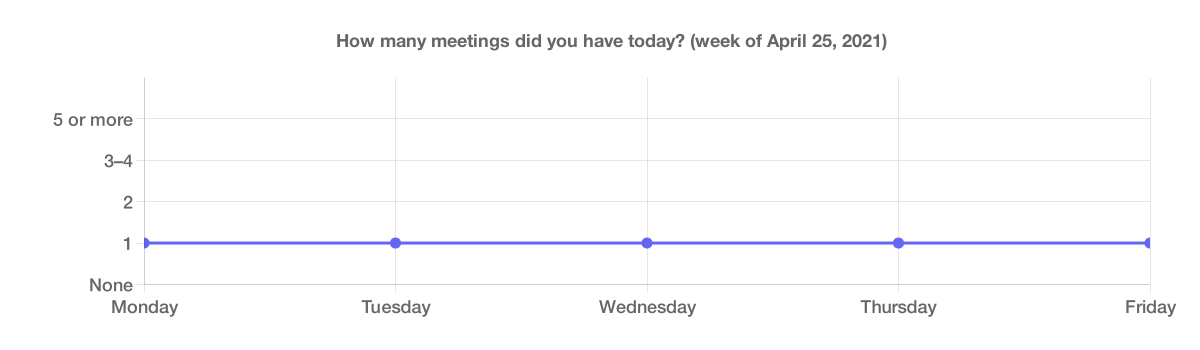 How many meetings did you have today? (week of April 25, 2021)
5 or more
3–4
2
1
None
Monday Tuesday Wednesday Thursday Friday